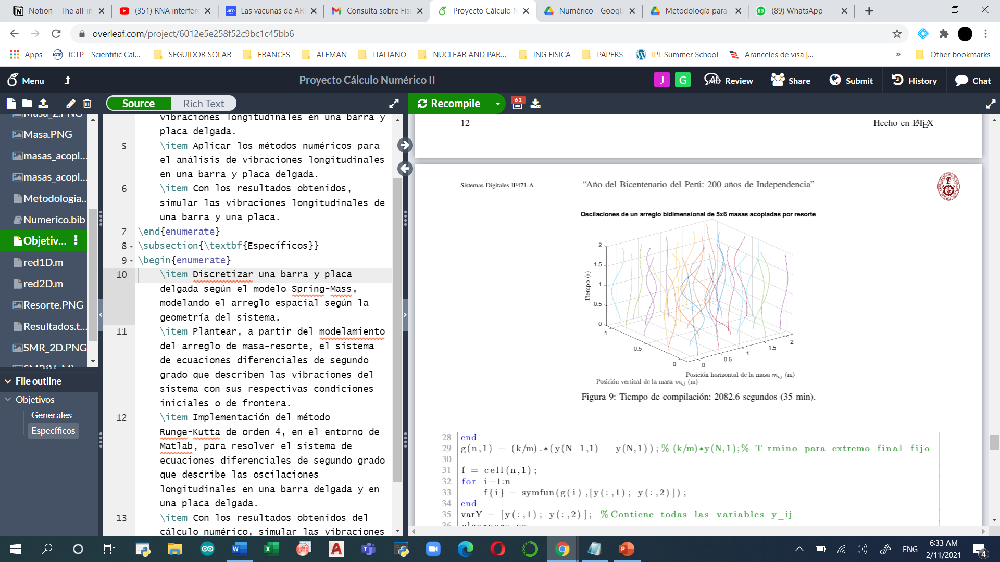 Notion – The all-in
(351) RNA interfere
Las vacunas de AR
Consulta sobre Fís
Proyecto Cálculo N
Numérico - Google
Metodología para
(89) WhatsApp
overleaf.com/project/6012e5e258f52c9bc1c45bb6
Apps
ICTP - Scientific Cal...
SEGUIDOR SOLAR
FRANCES
ALEMAN
ITALIANO
NUCLEAR AND PAR...
ING FISICA
PAPERS
IPL Summer School
Aranceles de visa |...
»
Other bookmarks
Menu
Proyecto Cálculo Numérico II
J
G
Review
Share
Submit
History
Chat
Source
Rich Text
Recompile
61
Masa_2.PNG
Masa.PNG
masas_acopl...
masas_acopl...
Metodologia...
Numerico.bib
Objetiv...
red1D.m
red2D.m
Resorte.PNG
Resultados.t...
SMR_2D.PNG
File outline
Objetivos
Generales
Específicos
vibraciones longitudinales en una barra y
placa delgada.
5 \item Aplicar los métodos numéricos para
el análisis de vibraciones longitudinales
en una barra y placa delgada.
6 \item Con los resultados obtenidos,
simular las vibraciones longitudinales de
una barra y una placa.
7 \end{enumerate}
8 \subsection{\textbf{Específicos}}
9 \begin{enumerate}
10 \item Discretizar una barra y placa
delgada según el modelo Spring-Mass,
modelando el arreglo espacial según la
geometría del sistema.
11 \item Plantear, a partir del modelamiento
del arreglo de masa-resorte, el sistema
de ecuaciones diferenciales de segundo
grado que describen las vibraciones del
sistema con sus respectivas condiciones
iniciales o de frontera.
12 \item Implementación del método
Runge-Kutta de orden 4, en el entorno de
Matlab, para resolver el sistema de
ecuaciones diferenciales de segundo grado
que describe las oscilaciones
longitudinales en una barra delgada y en
una placa delgada.
13 \item Con los resultados obtenidos del
cálculo numérico, simular las vibraciones
12
Hecho en LATEX
Sistemas Digitales IF471-A
“Año del Bicentenario del Perú: 200 años de Independencia”
Oscilaciones de un arreglo bidimensional de 5x6 masas acopladas por resorte
2
1.5
1
0.5
0
Tiempo (s)
1
0.5
0
0
0.5
1
1.5
2
Posición horizontal de la masa m_{i,j} (m)
Posición vertical de la masa m_{i,j} (m)
Figura 9: Tiempo de compilación: 2082.6 segundos (35 min).
28 end
29 g(n,1) = (k/m).*(y(N-1,1) - y(N,1));%-(k/m)*y(N,1);% T rmino para extremo final fijo
30
31 f = cell(n,1);
32 for i=1:n
33 f{i} = symfun(g(i),[y(:,1); y(:,2)]);
34 end
35 varY = [y(:,1); y(:,2)]; %Contiene todas las variables y_ij
36
ENG
6:33 AM
2/11/2021
4